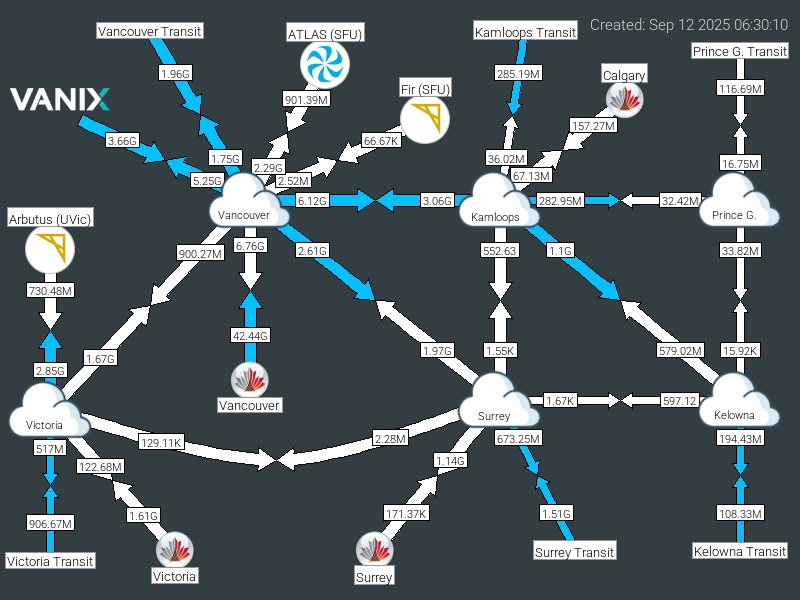 Created: Sep 12 2025 06:30:10
Vancouver Transit
ATLAS (SFU)
Kamloops Transit
Prince G. Transit
1.96G
285.19M
Calgary
116.69M
VANIX
901.39M
Fir (SFU)
157.27M
3.66G
66.67K
1.75G
36.02M
16.75M
5.25G
2.29G
2.52M
67.13M
6.12G
3.06G
282.95M
32.42M
Vancouver
Kamloops
Prince G.
Arbutus (UVic)
900.27M
6.76G
2.61G
552.63
1.1G
33.82M
730.48M
42.44G
1.67G
1.97G
1.55K
579.02M
15.92K
2.85G
Vancouver
1.67K
597.12
Victoria
Surrey
Kelowna
517M
129.11K
2.28M
673.25M
194.43M
122.68M
1.14G
906.67M
1.61G
171.37K
1.51G
108.33M
Victoria Transit
Victoria
Surrey
Surrey Transit
Kelowna Transit